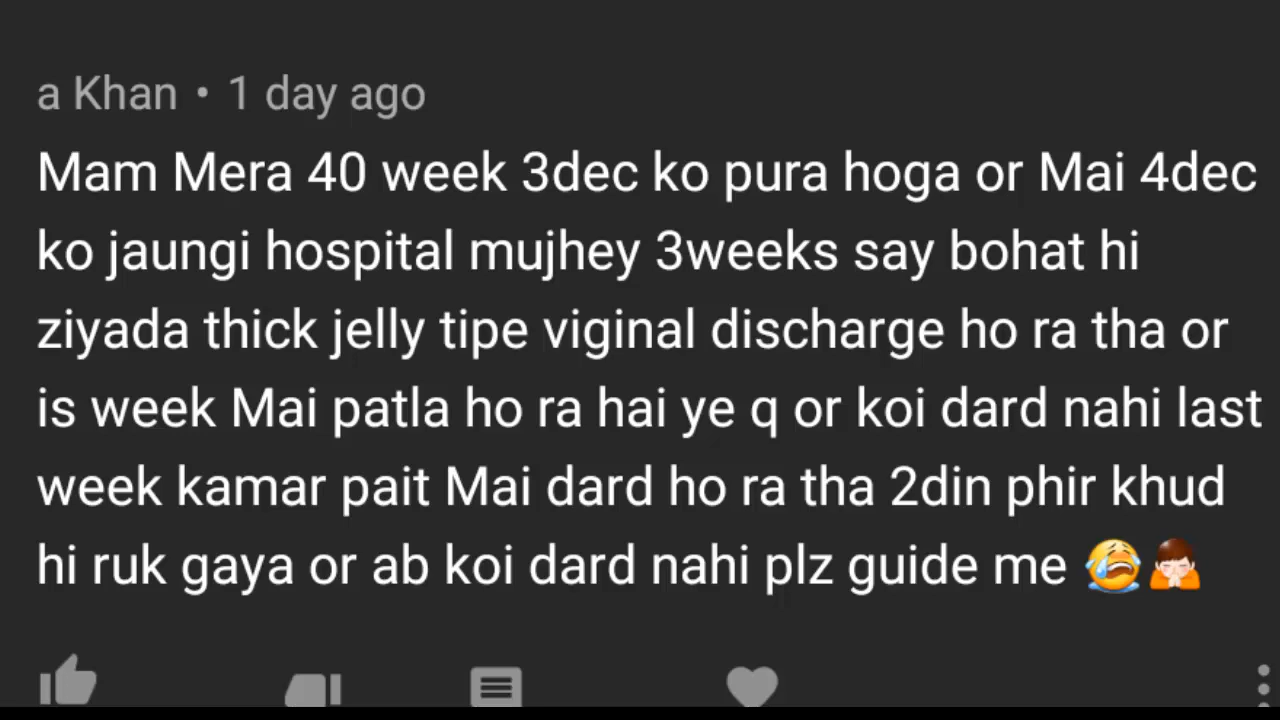 a Khan • 1 day ago
Mam Mera 40 week 3dec ko pura hoga or Mai 4dec
ko jaungi hospital mujhey 3weeks say bohat hi
ziyada thick jelly tipe viginal discharge ho ra tha or
is week Mai patla ho ra hai ye q or koi dard nahi last
week kamar pait Mai dard ho ra tha 2din phir khud
hi ruk gaya or ab koi dard nahi plz guide me 😭🙏